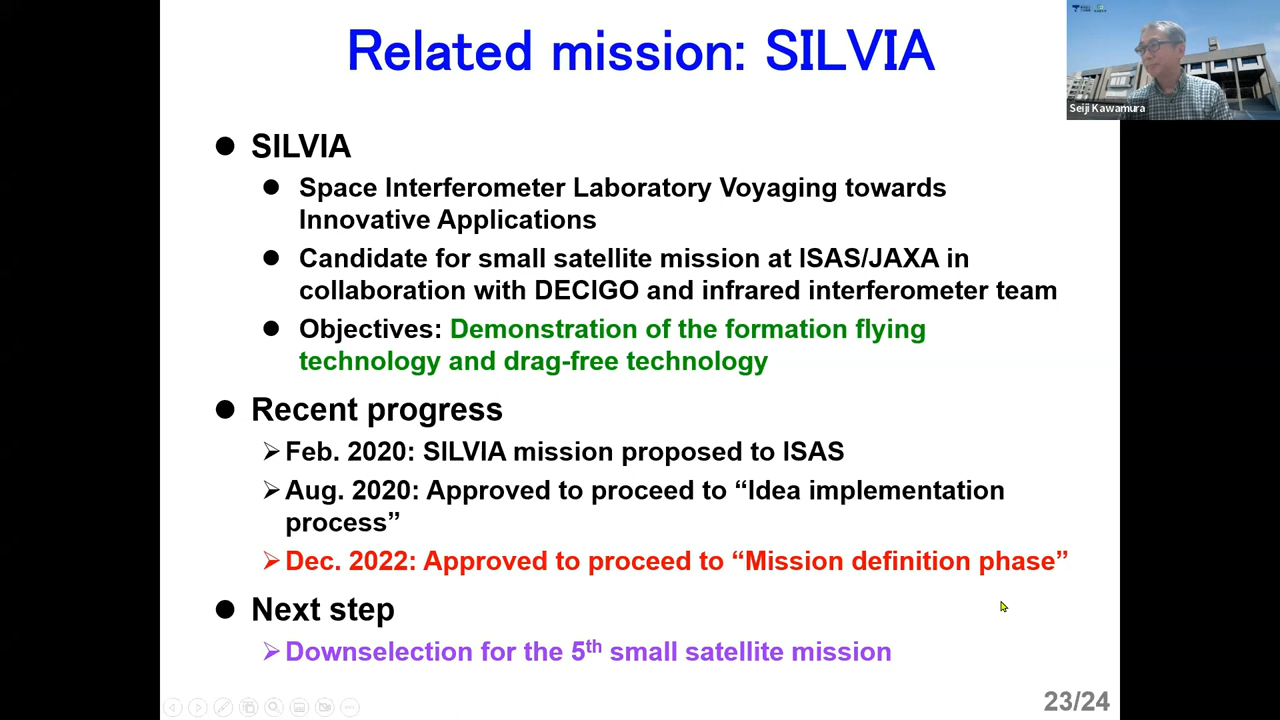 Related mission: SILVIA
Seiji Kawamura
● SILVIA
● Space Interferometer Laboratory Voyaging towards
Innovative Applications
● Candidate for small satellite mission at ISAS/JAXA in
collaboration with DECIGO and infrared interferometer team
● Objectives: Demonstration of the formation flying
technology and drag-free technology
● Recent progress
➢ Feb. 2020: SILVIA mission proposed to ISAS
➢ Aug. 2020: Approved to proceed to “Idea implementation
process”
➢ Dec. 2022: Approved to proceed to “Mission definition phase”
● Next step
➢ Downselection for the 5th small satellite mission
23/24